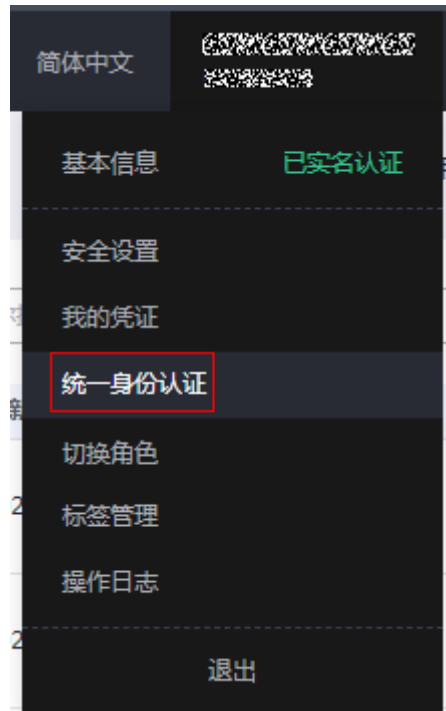 简体中文
基本信息 已实名认证
安全设置
我的凭证
统一身份认证
切换角色
标签管理
操作日志
退出